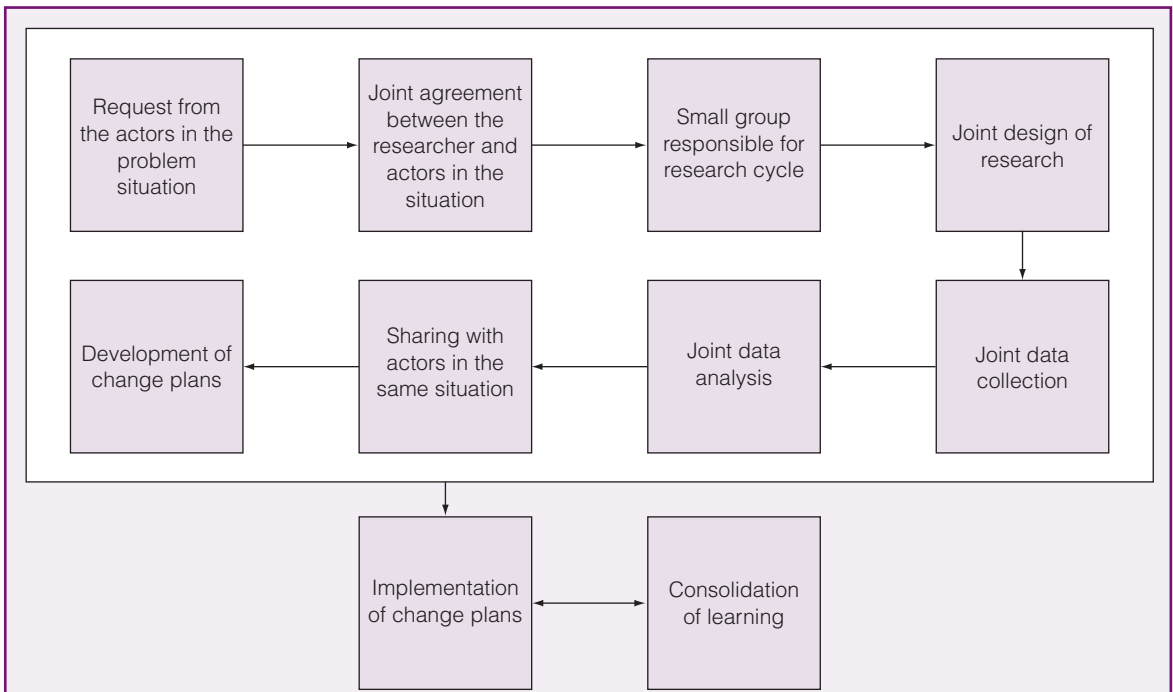 Request from
the actors in the
problem
situation
Joint agreement
between the
researcher and
actors in the
situation
Small group
responsible for
research cycle
Joint design of
research
Development of
change plans
Sharing with
actors in the
same situation
Joint data
analysis
Joint data
collection
Implementation
of change plans
Consolidation
of learning